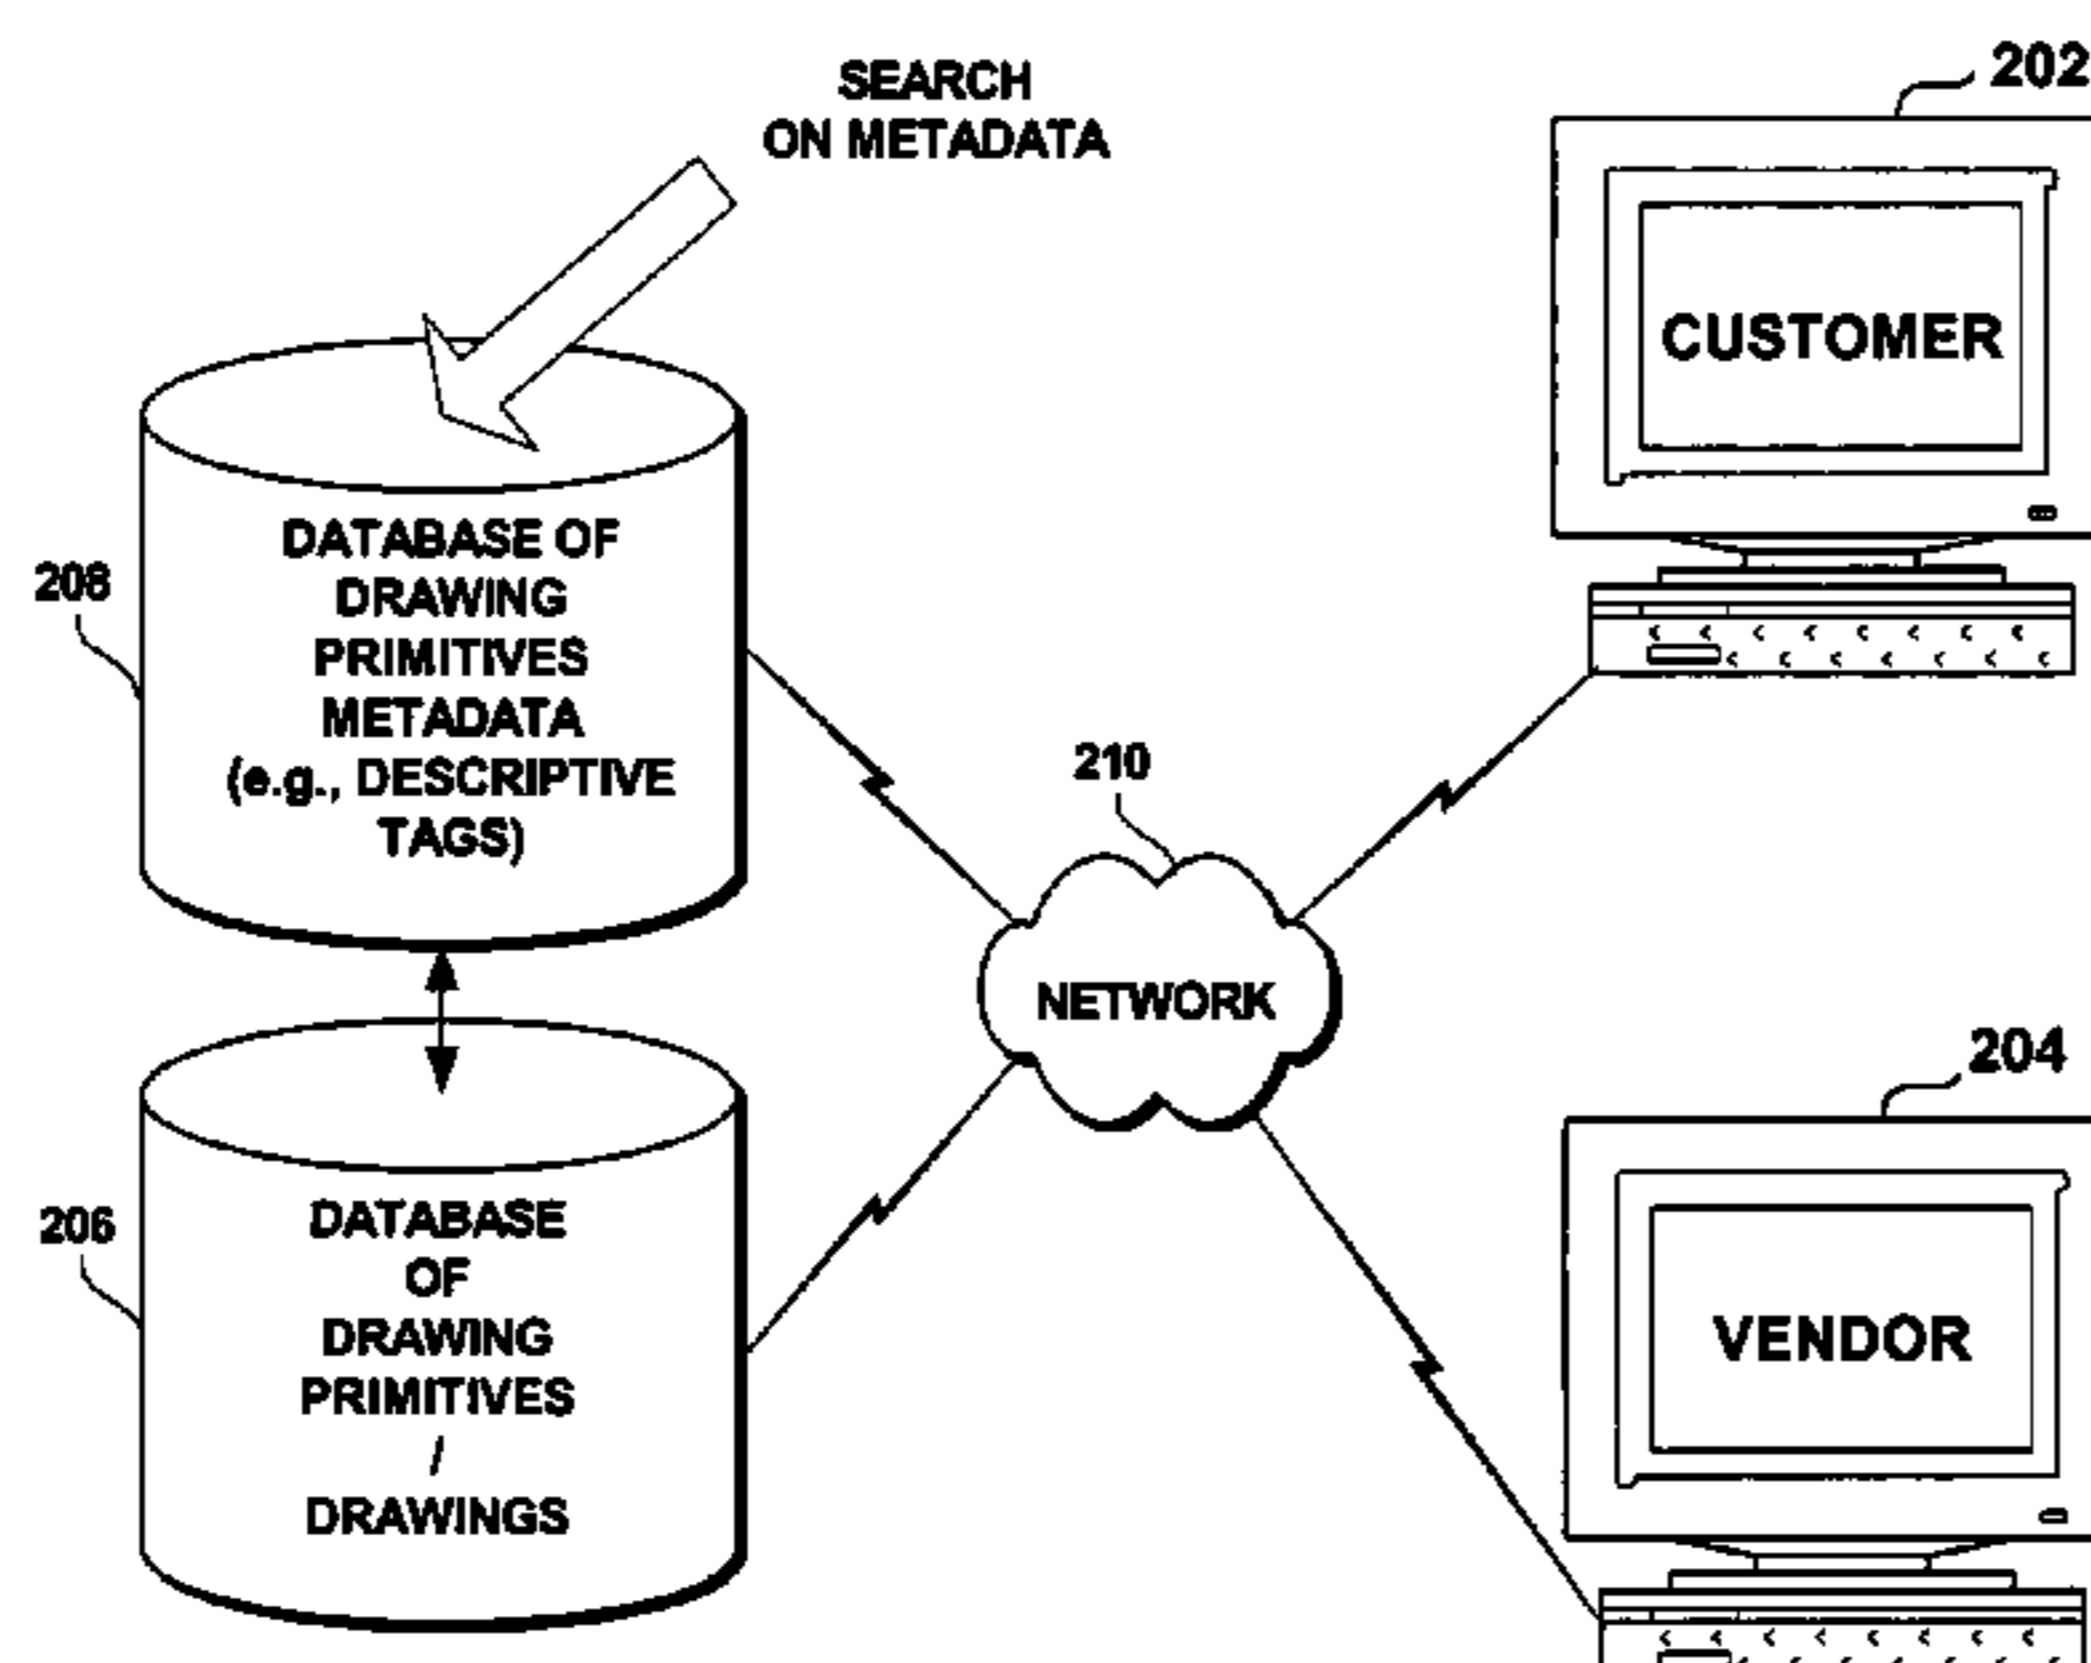 SEARCH
ON METADATA
202
CUSTOMER
208
DATABASE OF
DRAWING
PRIMITIVES
METADATA
(e.g., DESCRIPTIVE
TAGS)
210
NETWORK
204
VENDOR
206
DATABASE
OF
DRAWING
PRIMITIVES
/
DRAWINGS